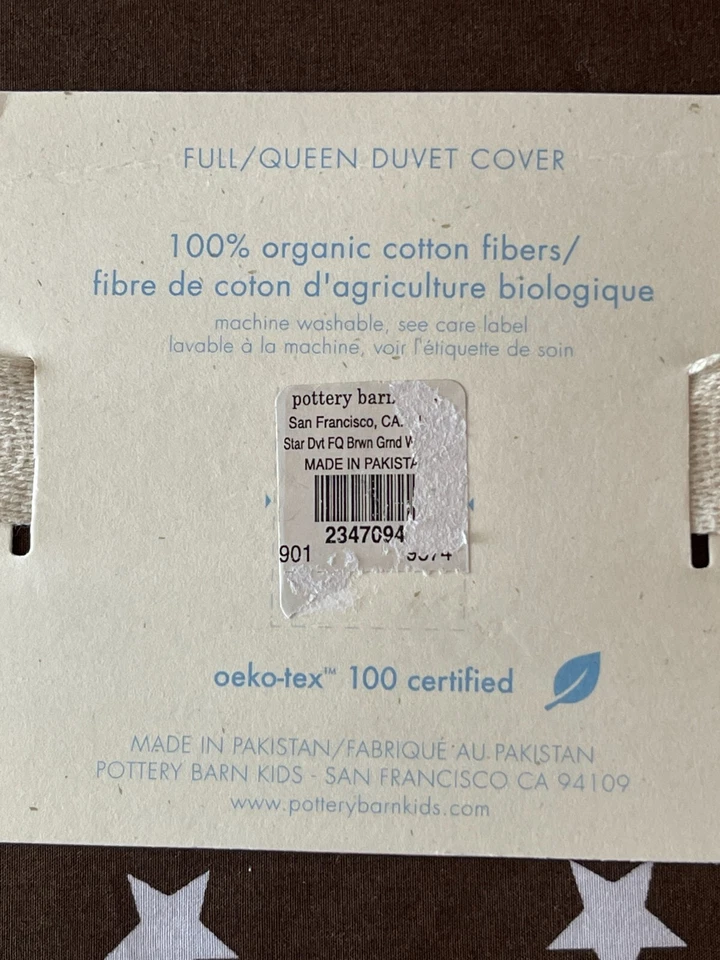 FULL/QUEEN DUVET COVER
100% organic cotton fibers/
fibre de coton d'agriculture biologique
machine washable, see care label
lavable à la machine, voir l'étiquette de soin
pottery
San Francisco, CA
Star Dvt FQ Brwn Grnd
MADE IN
2347094
901
oeko-tex™ 100 certified
MADE IN PAKISTAN/FABRIQUÉ AU PAKISTAN
POTTERY BARN KIDS - SAN FRANCISCO CA 94109
www.potterybarnkids.com